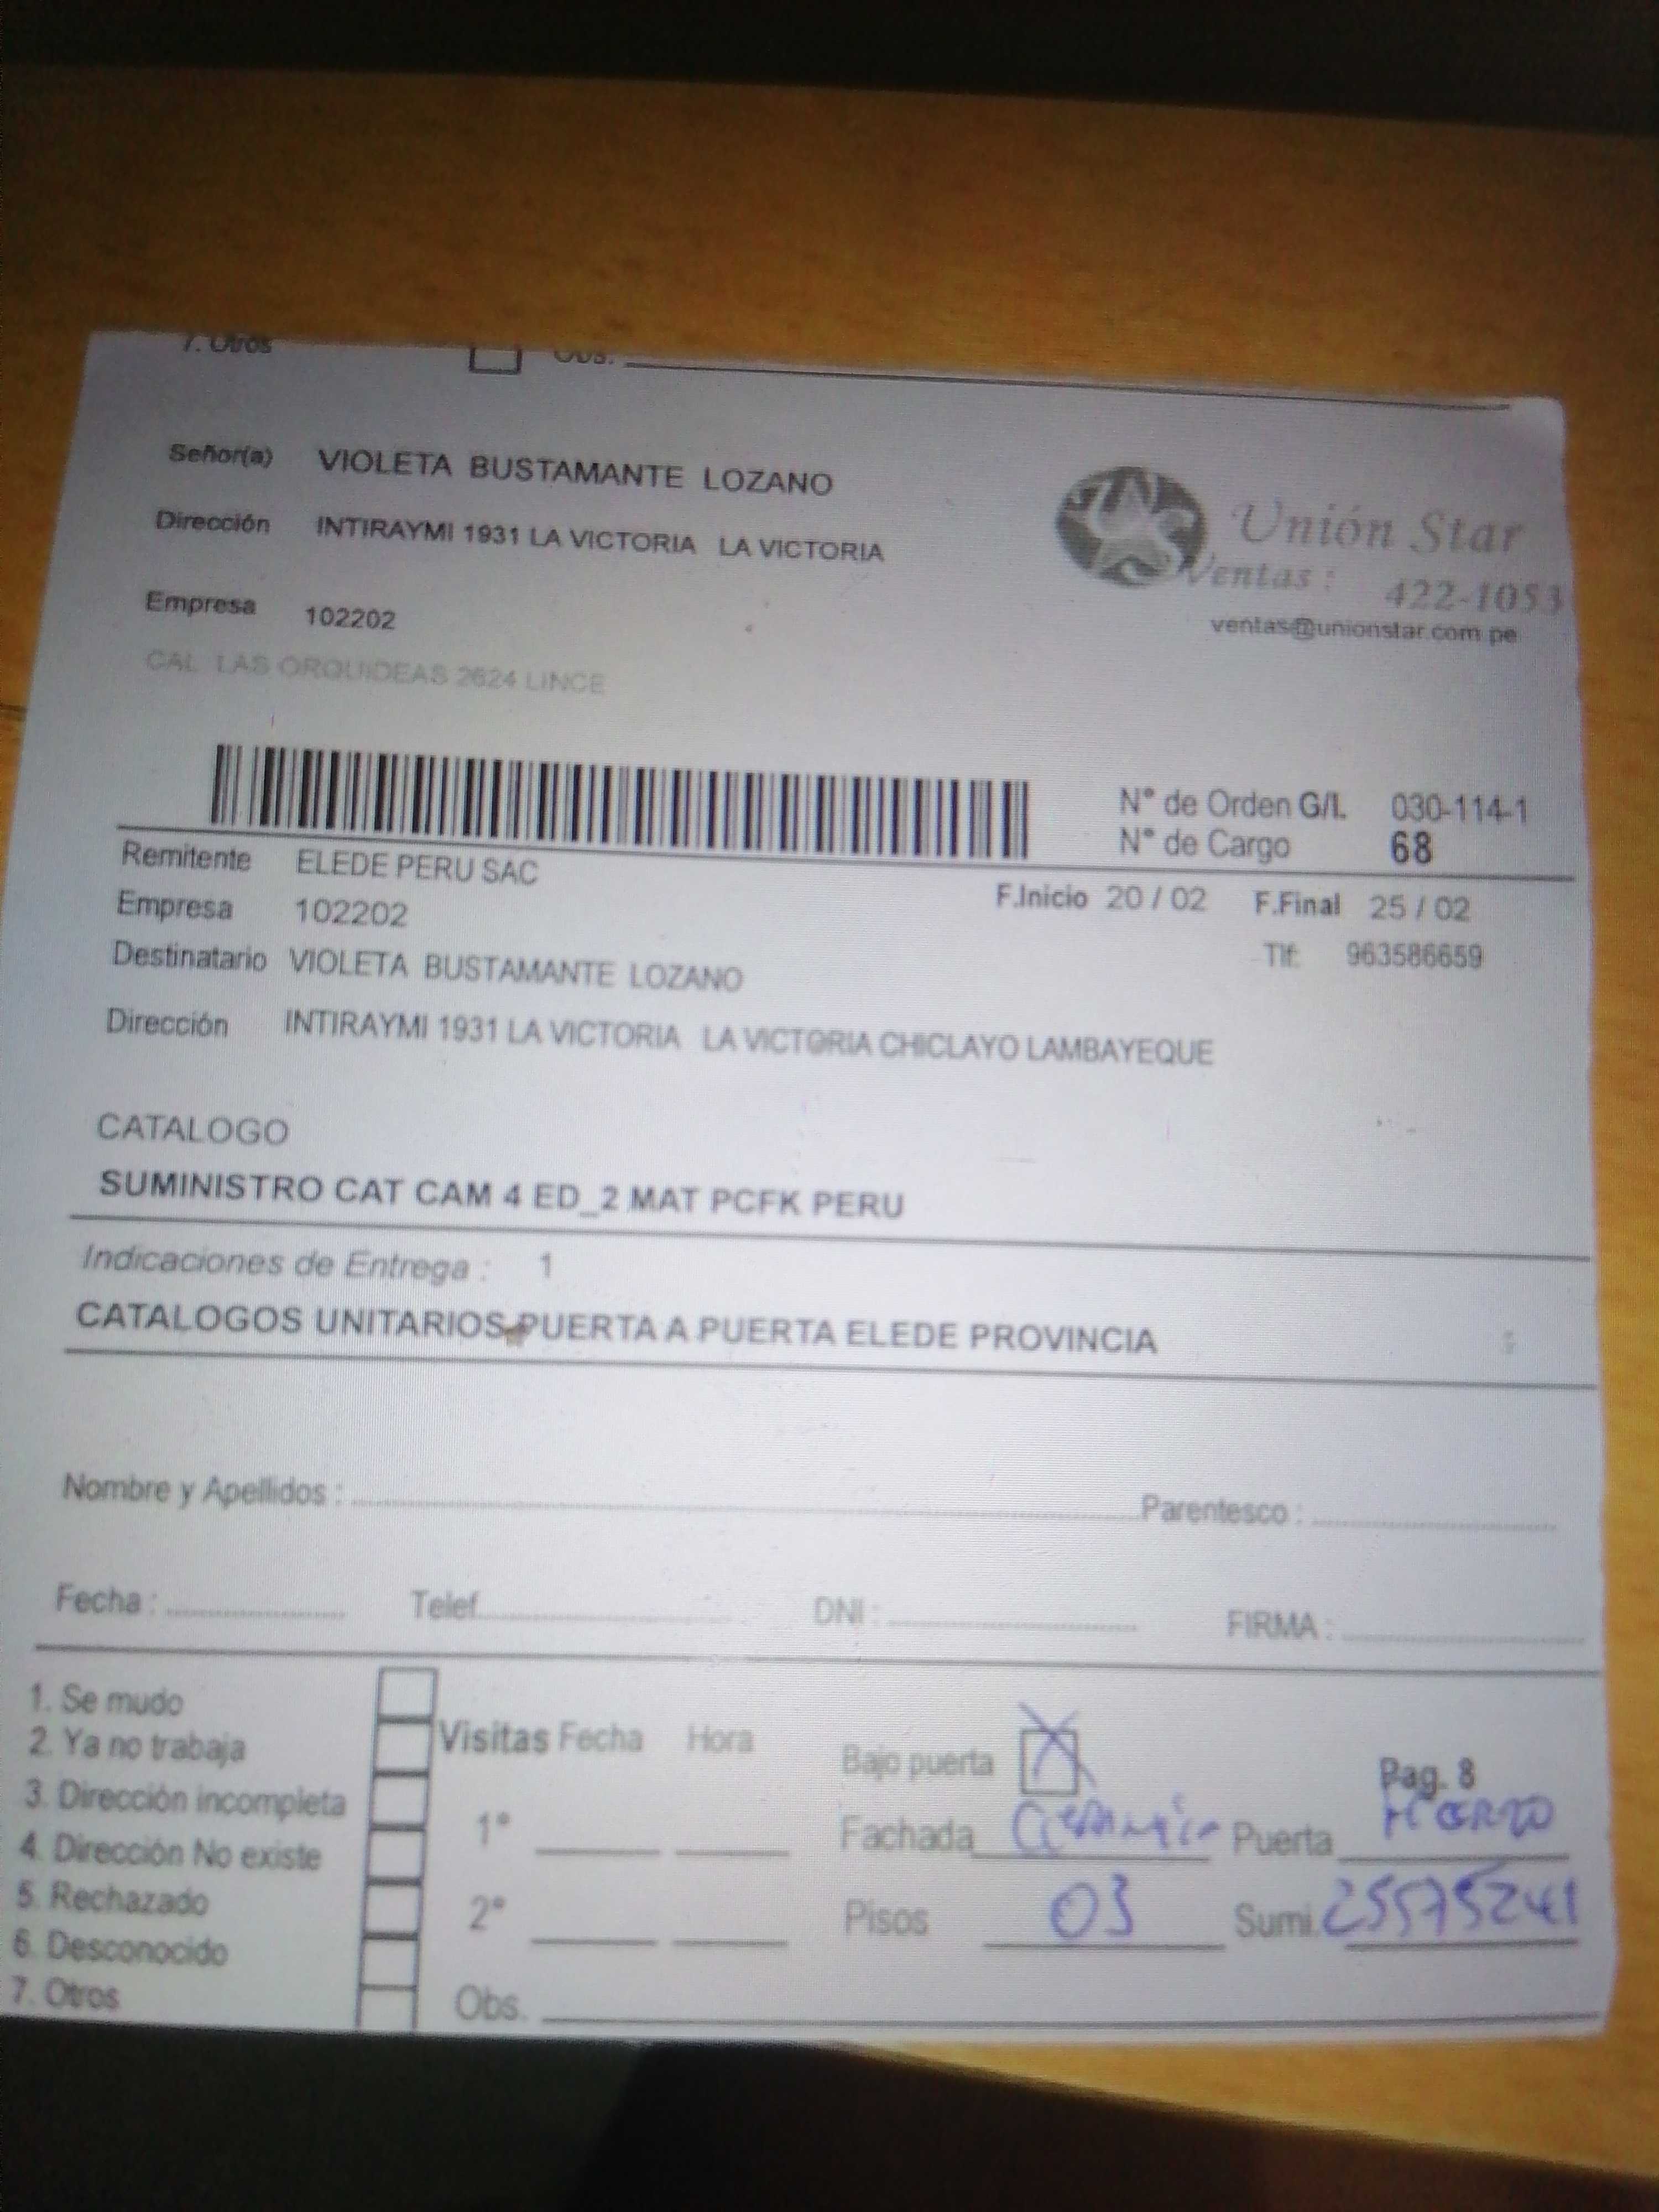 7. Otros Obs.
Señor(a) VIOLETA BUSTAMANTE LOZANO
Dirección INTIRAYMI 1931 LA VICTORIA LA VICTORIA
Unión Star
Ventas : 422-1053
ventas@unionstar.com.pe
Empresa 102202
CAL LAS ORQUIDEAS 2624 LINCE
N° de Orden G/I. 030-114-1
N° de Cargo 68
Remitente ELEDE PERU SAC
F.Inicio 20 / 02 F.Final 25 / 02
Empresa 102202
Tlf: 963586659
Destinatario VIOLETA BUSTAMANTE LOZANO
Dirección INTIRAYMI 1931 LA VICTORIA LA VICTORIA CHICLAYO LAMBAYEQUE
CATALOGO
SUMINISTRO CAT CAM 4 ED_2 MAT PCFK PERU
Indicaciones de Entrega : 1
CATALOGOS UNITARIOS PUERTA A PUERTA ELEDE PROVINCIA
Nombre y Apellidos : Parentesco :
Fecha : Telef. DNI : FIRMA :
1. Se mudo
2. Ya no trabaja
3. Dirección incompleta
4. Dirección No existe
5. Rechazado
6. Desconocido
7. Otros
Visitas Fecha Hora
1°
2°
Obs.
Bajo puerta X
Pag. 8
Fachada Puerta
Pisos 03 Sumi. 25575241